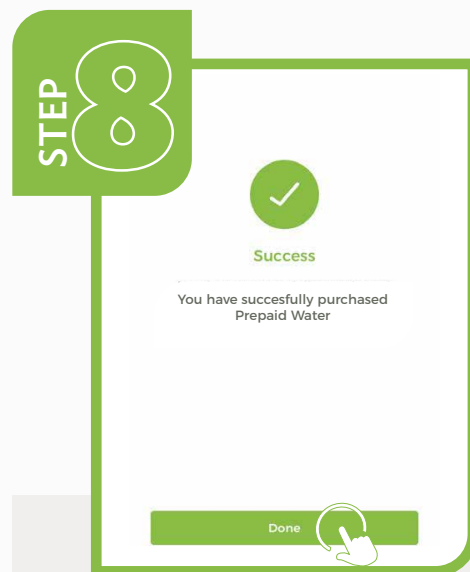 STEP 8
Success
You have succesfully purchased
Prepaid Water
Done